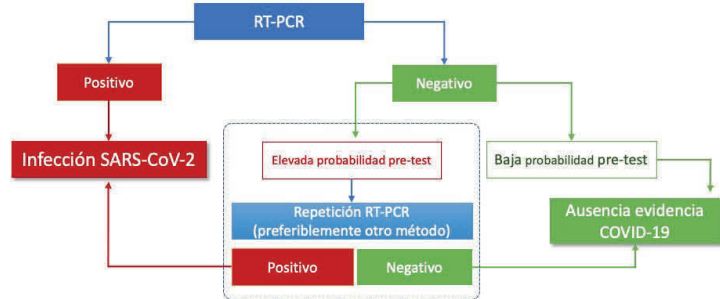 RT-PCR
Positivo
Negativo
Infección SARS-CoV-2
Elevada probabilidad pre-test
Baja probabilidad pre-test
Repetición RT-PCR
(preferiblemente otro método)
Ausencia evidencia
COVID-19
Positivo
Negativo